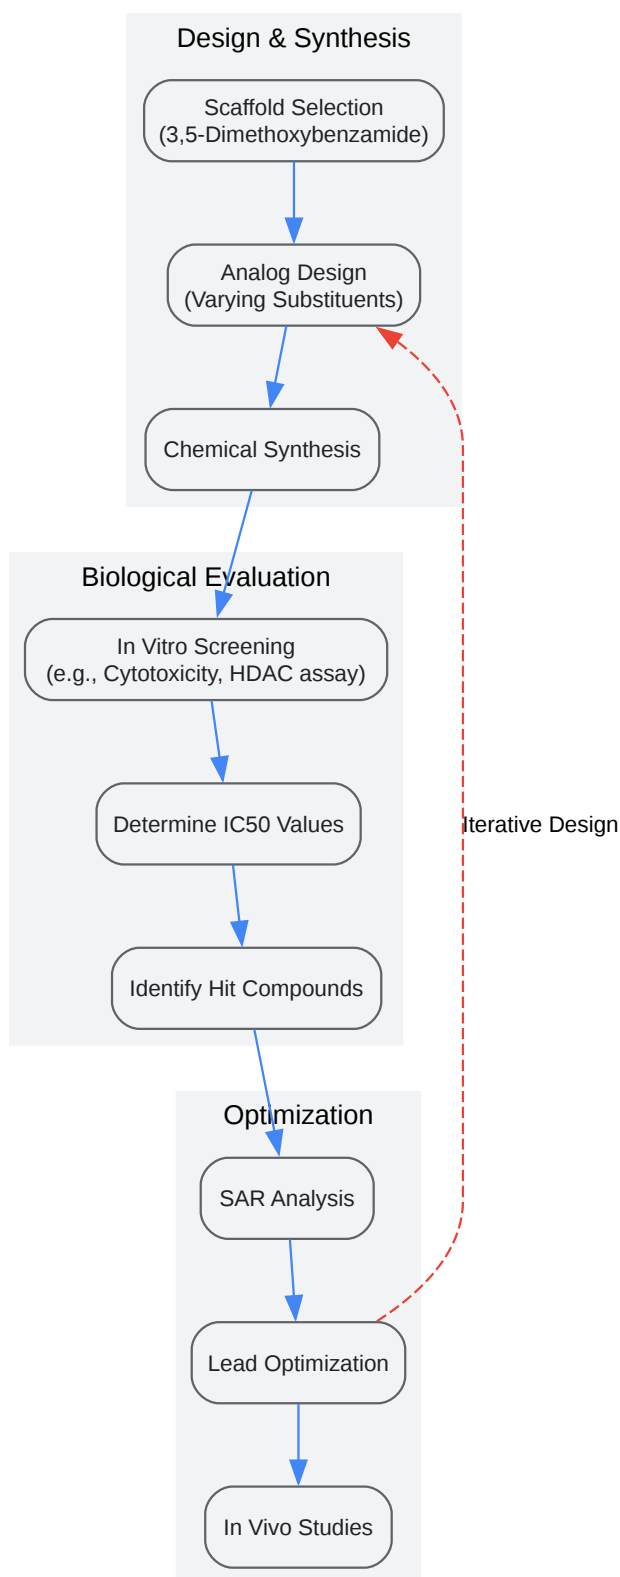 Design & Synthesis
Scaffold Selection
(3,5-Dimethoxybenzamide)
Analog Design
(Varying Substituents)
Chemical Synthesis
Biological Evaluation
In Vitro Screening
(e.g., Cytotoxicity, HDAC assay)
Determine IC50 Values
Iterative Design
Identify Hit Compounds
Optimization
SAR Analysis
Lead Optimization
In Vivo Studies